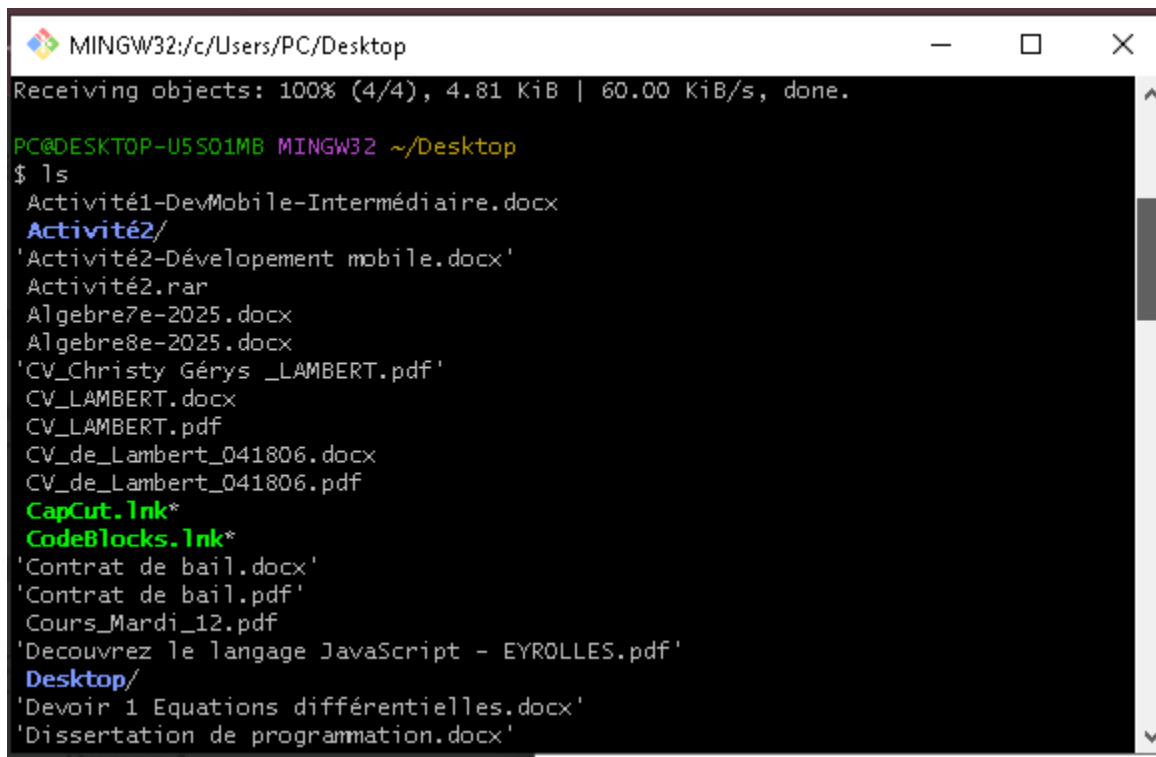 MINGW32:/c/Users/PC/Desktop
Receiving objects: 100% (4/4), 4.81 KiB | 60.00 KiB/s, done.
PC@DESKTOP-U5SO1MB MINGW32 ~/Desktop
$ ls
Activité1-DevMobile-Intermédiaire.docx
Activité2/
'Activité2-Dévelopement mobile.docx'
Activité2.rar
Algebre7e-2025.docx
Algebre8e-2025.docx
'CV_Christy Gérys _LAMBERT.pdf'
CV_LAMBERT.docx
CV_LAMBERT.pdf
CV_de_Lambert_041806.docx
CV_de_Lambert_041806.pdf
CapCut.lnk*
CodeBlocks.lnk*
'Contrat de bail.docx'
'Contrat de bail.pdf'
Cours_Mardi_12.pdf
'Decouvrez le langage JavaScript - EYROLLES.pdf'
Desktop/
'Devoir 1 Equations différentielles.docx'
'Dissertation de programmation.docx'